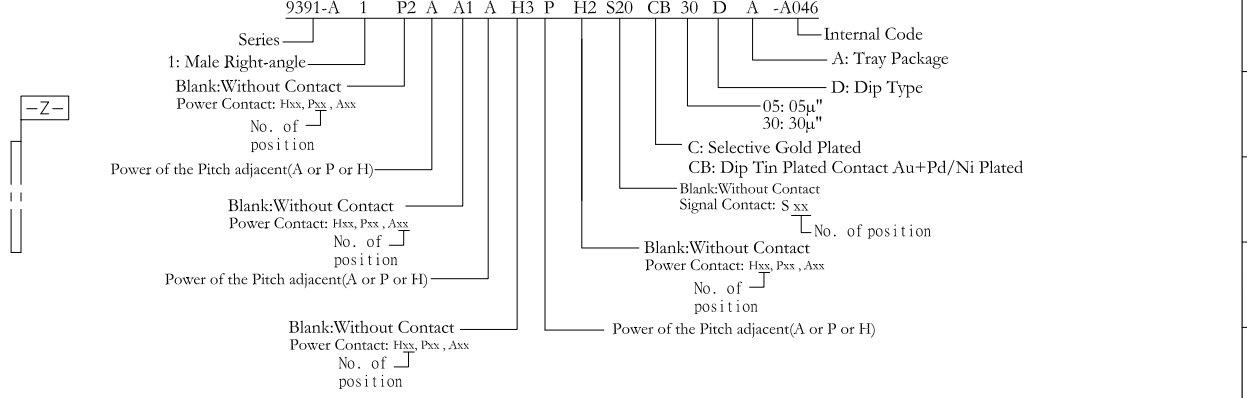 9391-A 1 P2 A A1 A H3 P H2 S20 CB 30 D A -A046
Series
1: Male Right-angle
Blank:Without Contact
Power Contact: Hxx, Pxx , Axx
No. of
position
Power of the Pitch adjacent(A or P or H)
Blank:Without Contact
Power Contact: Hxx, Pxx , Axx
No. of
position
Power of the Pitch adjacent(A or P or H)
Blank:Without Contact
Power Contact: Hxx, Pxx , Axx
No. of
position
Internal Code
A: Tray Package
D: Dip Type
05: 05µ"
30: 30µ"
C: Selective Gold Plated
CB: Dip Tin Plated Contact Au+Pd/Ni Plated
Blank:Without Contact
Signal Contact: S xx
No. of position
Blank:Without Contact
Power Contact: Hxx, Pxx , Axx
No. of
position
Power of the Pitch adjacent(A or P or H)
-Z-